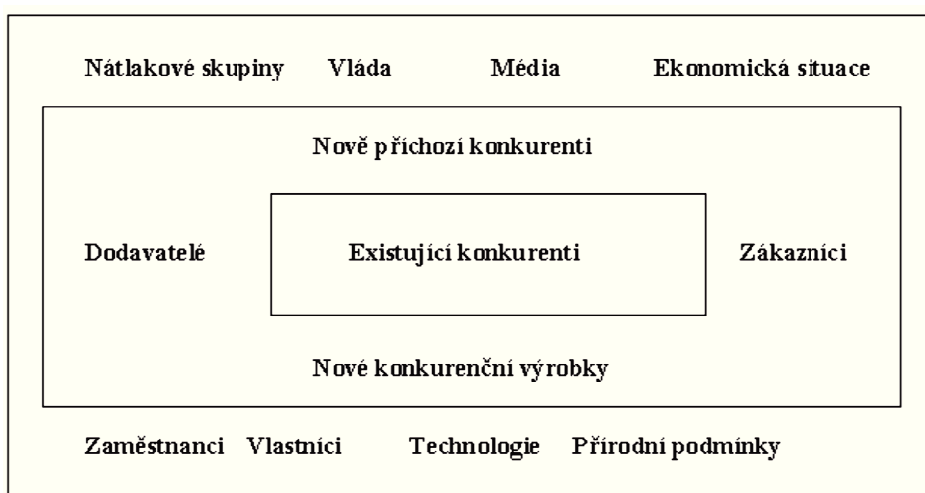 Nátlakové skupiny Vláda Média Ekonomická situace
Nově příchozí konkurenti
Dodavatelé Existující konkurenti Zákazníci
Nové konkurenční výrobky
Zaměstnanci Vlastníci Technologie Přírodní podmínky